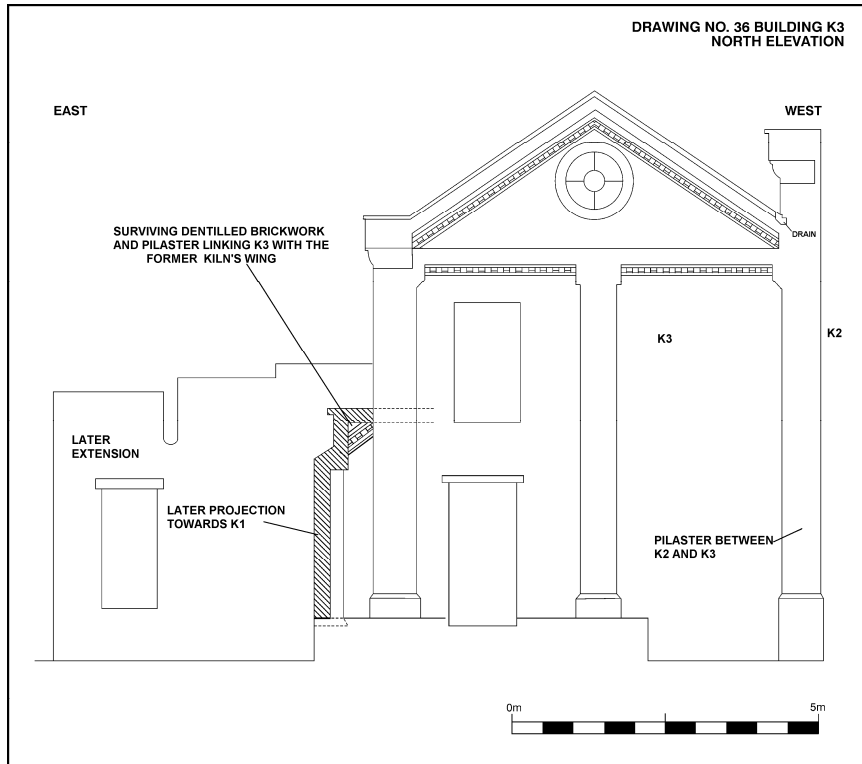 DRAWING NO. 36 BUILDING K3
NORTH ELEVATION
EAST
WEST
SURVIVING DENTILLED BRICKWORK
AND PILASTER LINKING K3 WITH THE
FORMER KILN'S WING
DRAIN
K2
K3
LATER
EXTENSION
LATER PROJECTION
TOWARDS K1
PILASTER BETWEEN
K2 AND K3
0m
5m